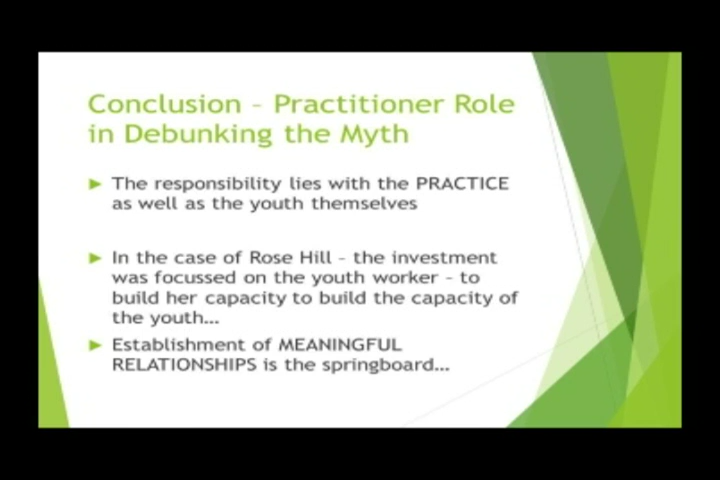 Conclusion – Practitioner Role
in Debunking the Myth
The responsibility lies with the PRACTICE
as well as the youth themselves
In the case of Rose Hill – the investment
was focussed on the youth worker – to
build her capacity to build the capacity of
the youth…
Establishment of MEANINGFUL
RELATIONSHIPS is the springboard…